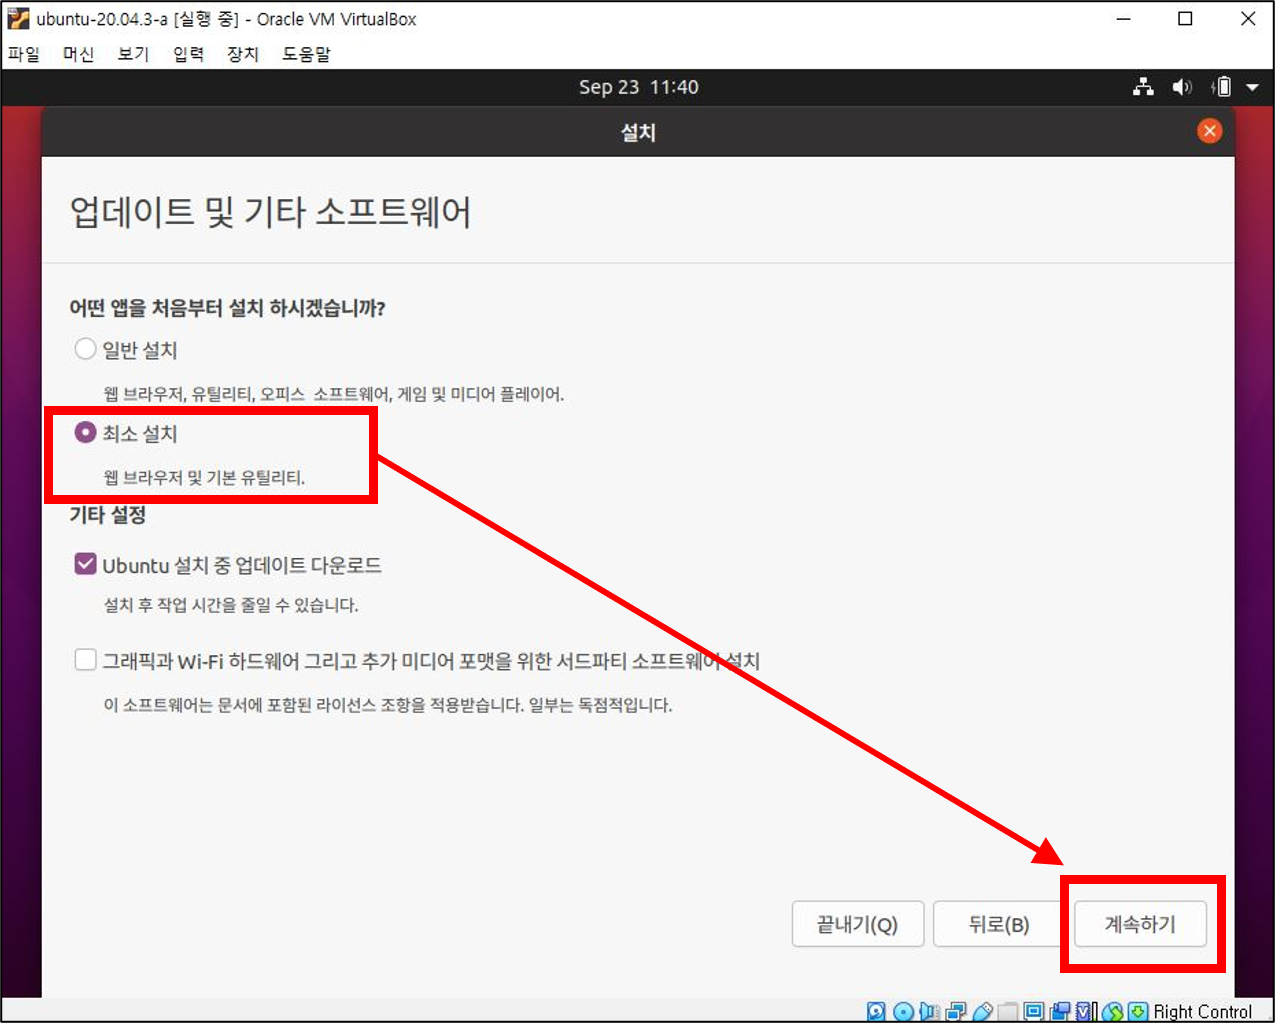 ubuntu-20.04.3-a [실행 중] - Oracle VM VirtualBox
파일 머신 보기 입력 장치 도움말
Sep 23 11:40
설치
업데이트 및 기타 소프트웨어
어떤 앱을 처음부터 설치 하시겠습니까?
일반 설치
웹 브라우저, 유틸리티, 오피스 소프트웨어, 게임 및 미디어 플레이어.
최소 설치
웹 브라우저 및 기본 유틸리티.
기타 설정
Ubuntu 설치 중 업데이트 다운로드
설치 후 작업 시간을 줄일 수 있습니다.
그래픽과 Wi-Fi 하드웨어 그리고 추가 미디어 포맷을 위한 서드파티 소프트웨어 설치
이 소프트웨어는 문서에 포함된 라이선스 조항을 적용받습니다. 일부는 독점적입니다.
끝내기(Q) 뒤로(B) 계속하기
Right Control